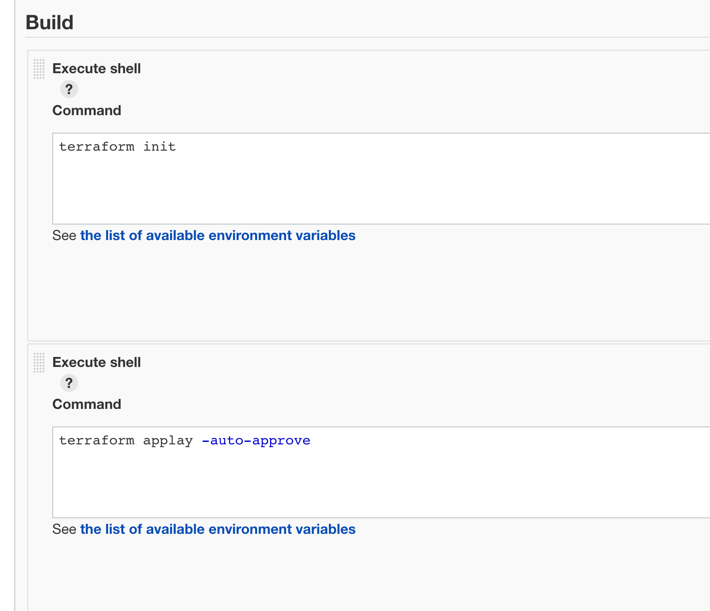 Build
Execute shell
?
Command
terraform init
See the list of available environment variables
Execute shell
?
Command
terraform applay -auto-approve
See the list of available environment variables